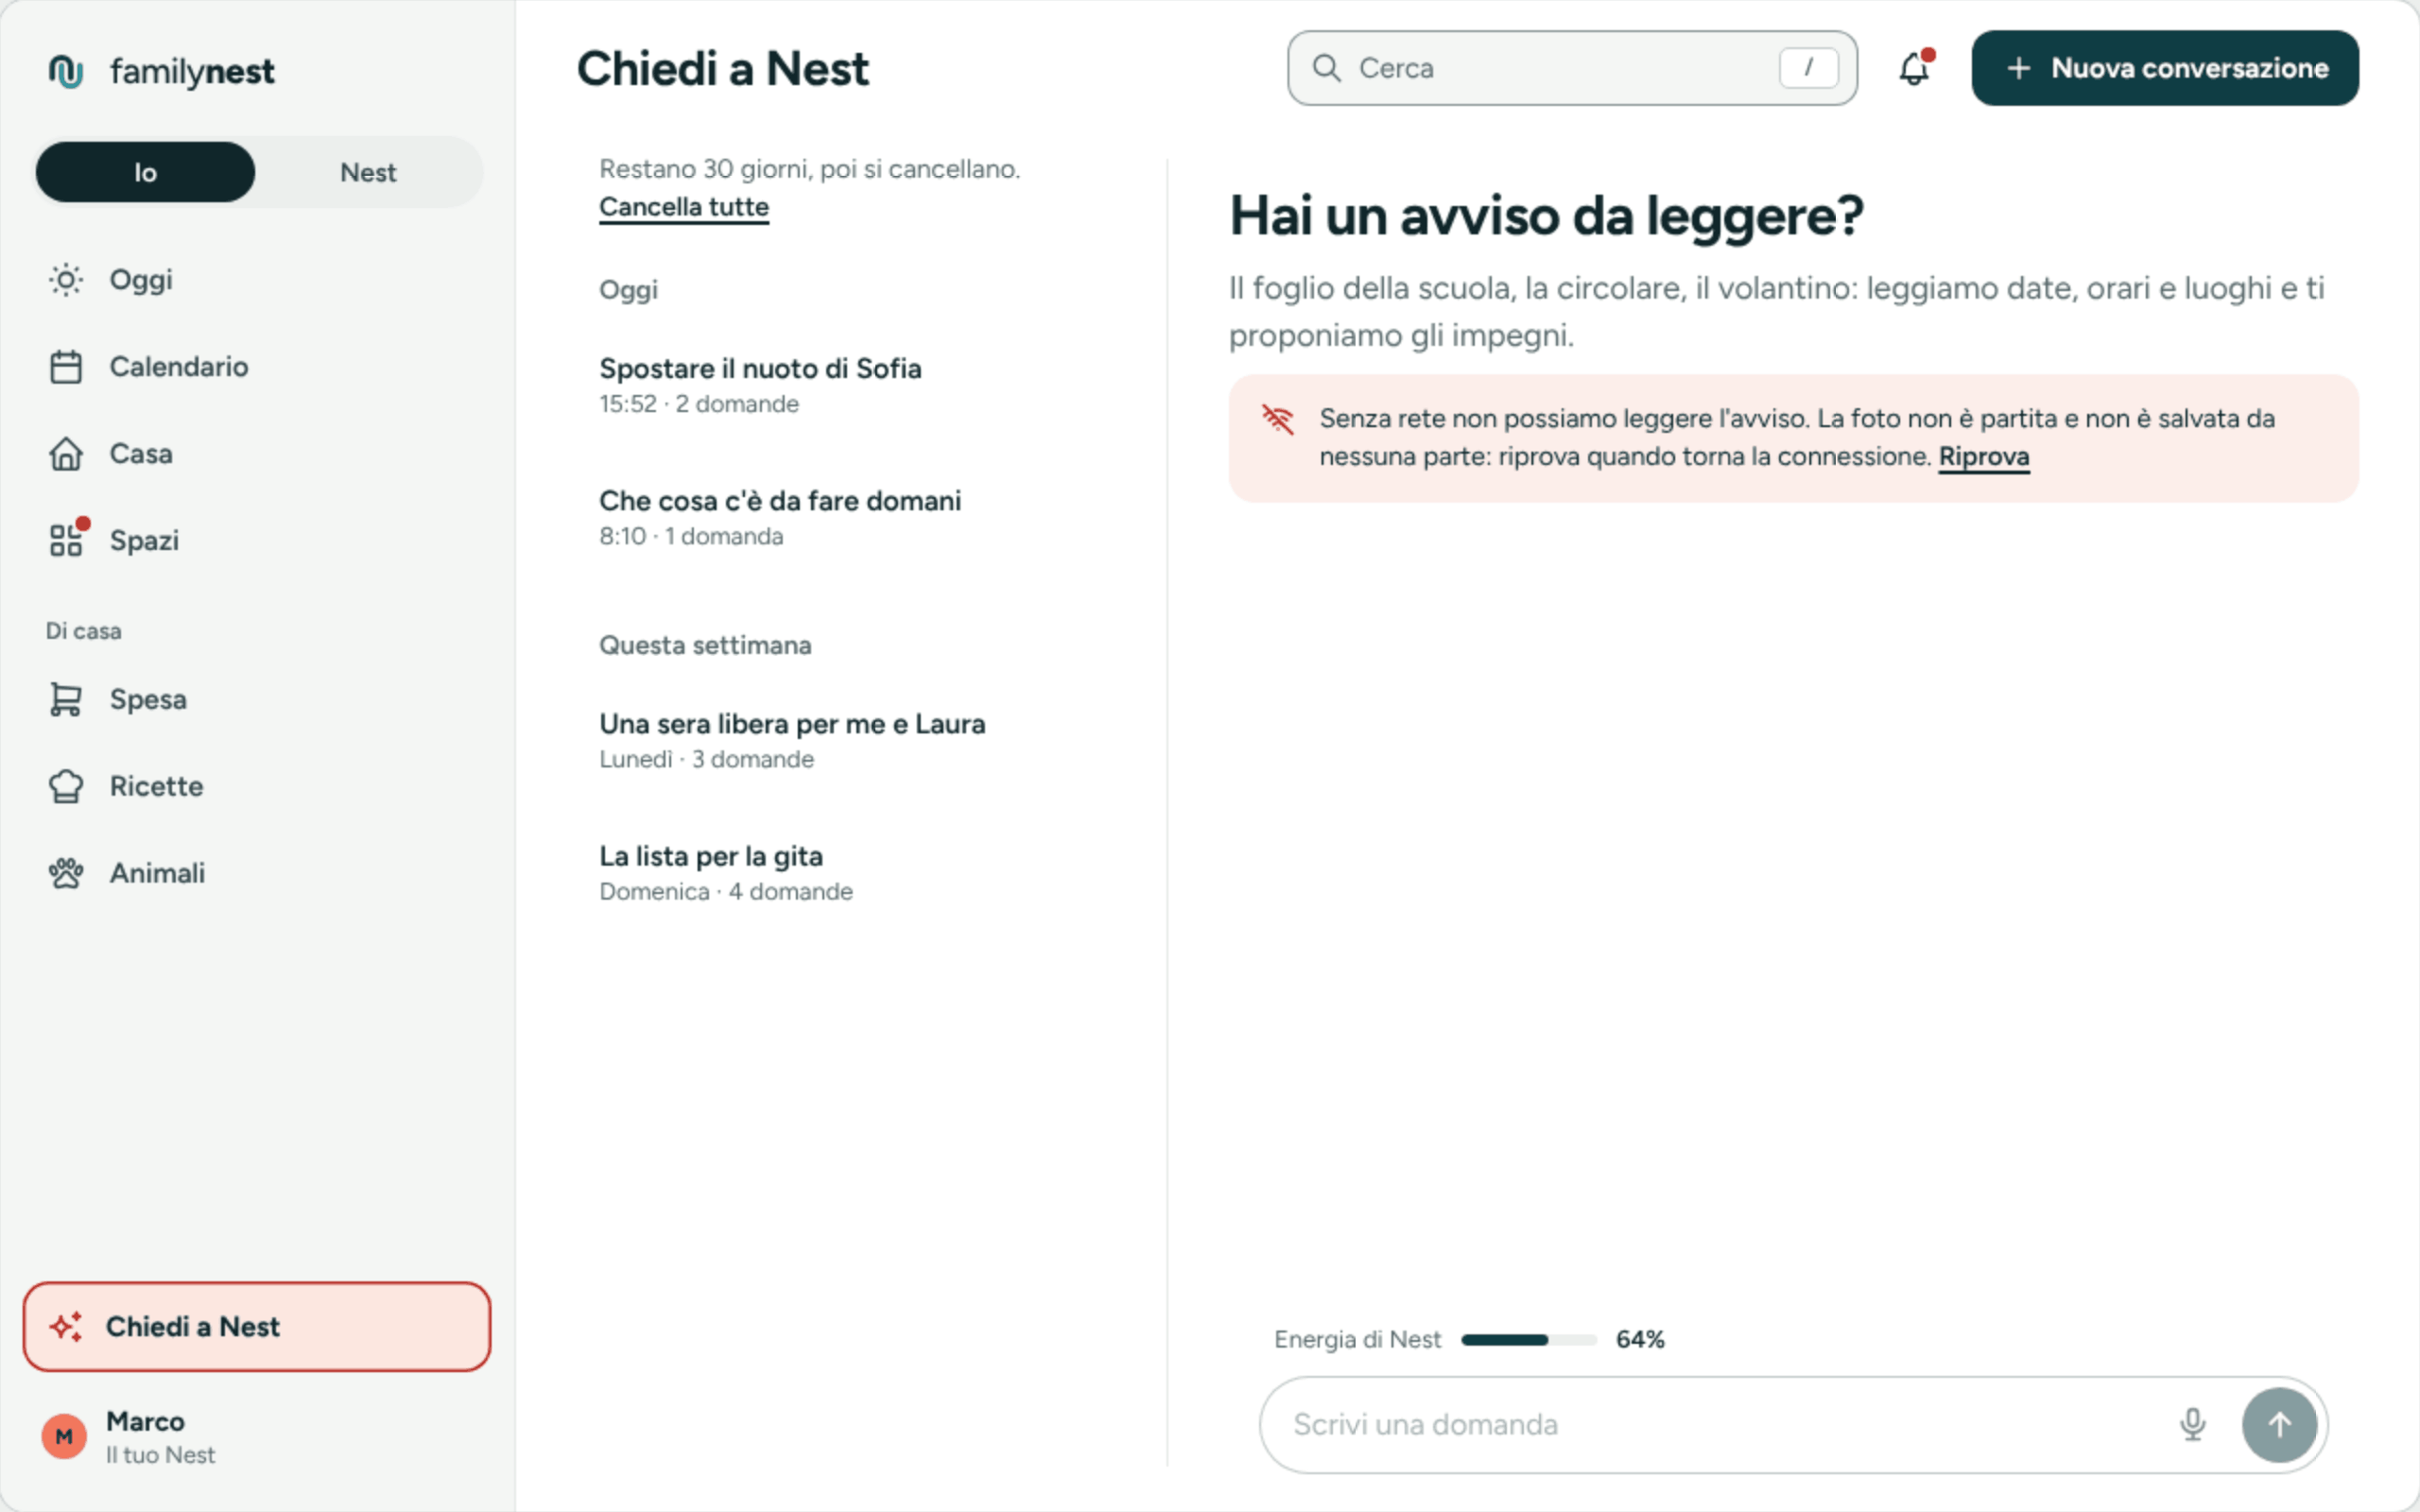 familynest
Io
Nest
Oggi
Calendario
Casa
Spazi
Di casa
Spesa
Ricette
Animali
Chiedi a Nest
M
Marco
Il tuo Nest
Chiedi a Nest
Cerca
/
Nuova conversazione
Restano 30 giorni, poi si cancellano.
Cancella tutte
Oggi
Spostare il nuoto di Sofia
15:52 · 2 domande
Che cosa c'è da fare domani
8:10 · 1 domanda
Questa settimana
Una sera libera per me e Laura
Lunedì · 3 domande
La lista per la gita
Domenica · 4 domande
Hai un avviso da leggere?
Il foglio della scuola, la circolare, il volantino: leggiamo date, orari e luoghi e ti
proponiamo gli impegni.
Senza rete non possiamo leggere l'avviso. La foto non è partita e non è salvata da
nessuna parte: riprova quando torna la connessione. Riprova
Energia di Nest 64%
Scrivi una domanda